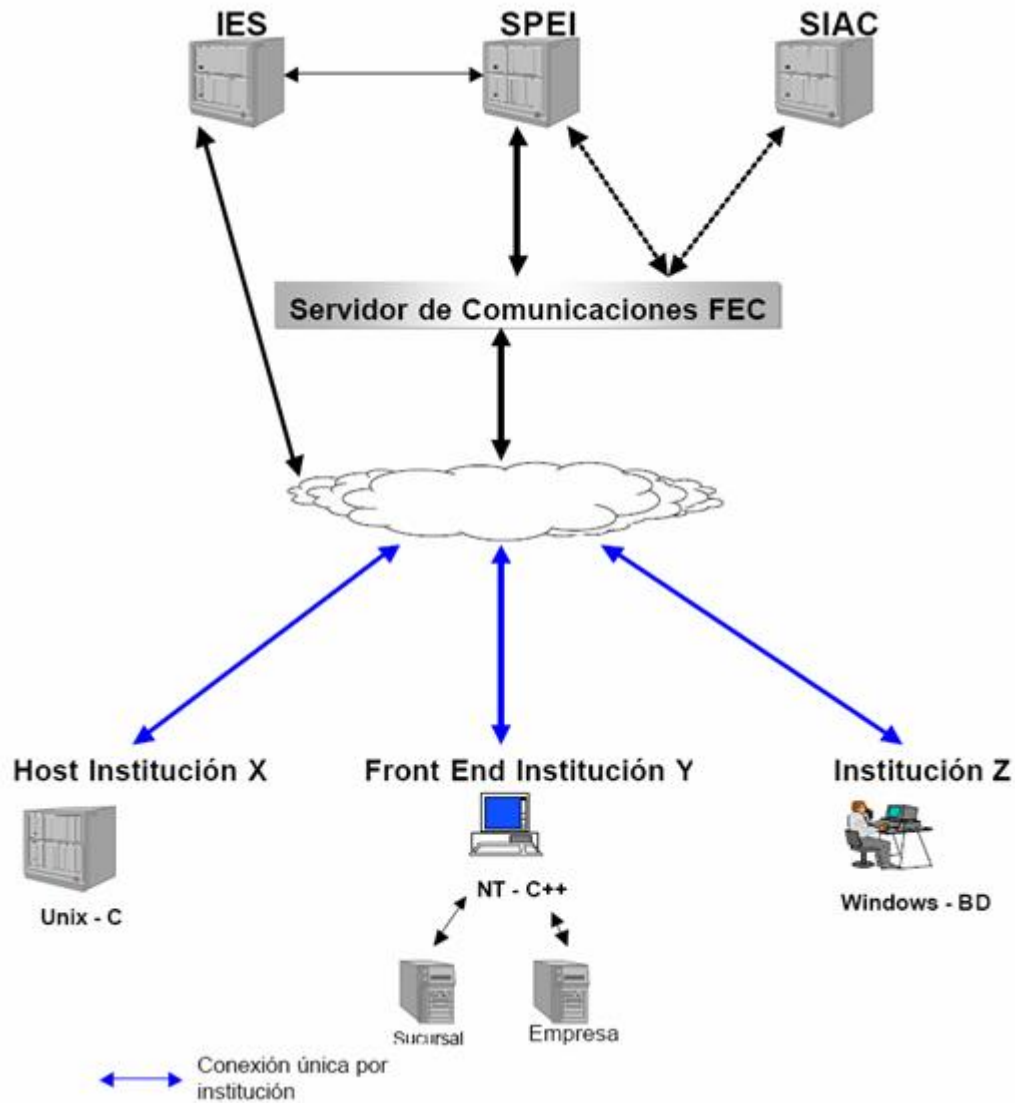 IES
SPEI
SIAC
Servidor de Comunicaciones FEC
Host Institución X
Front End Institución Y
Institución Z
Unix - C
NT - C++
Windows - BD
Sucursal
Empresa
Conexión única por
institución